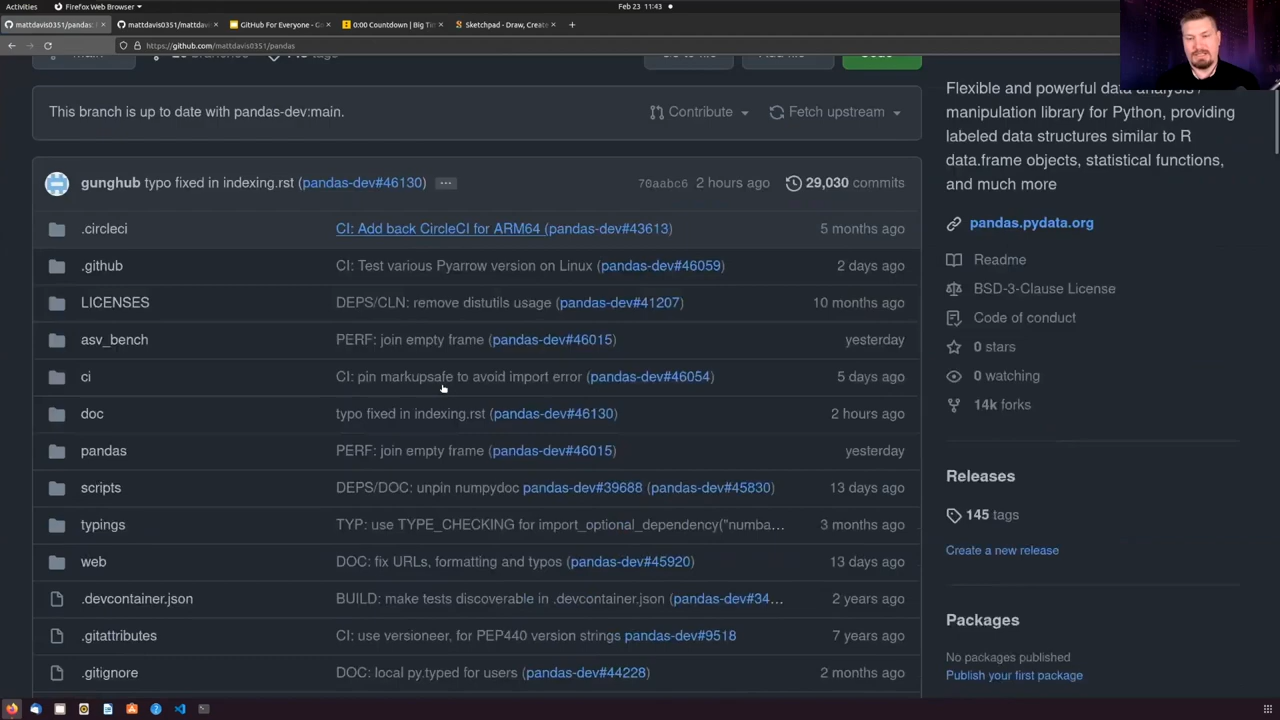 Activities
Firefox Web Browser
Feb 23 11:43
mattdavis0351/pandas:
mattdavis0351/pandas/
GitHub For Everyone - Go
0:00 Countdown | Big Ti
Sketchpad - Draw, Create
https://github.com/mattdavis0351/pandas
Code
This branch is up to date with pandas-dev:main.
Contribute
Fetch upstream
gunghub typo fixed in indexing.rst (pandas-dev#46130) ...
70aabc6 2 hours ago
29,030 commits
.circleci
CI: Add back CircleCI for ARM64 (pandas-dev#43613)
5 months ago
.github
CI: Test various Pyarrow version on Linux (pandas-dev#46059)
2 days ago
LICENSES
DEPS/CLN: remove distutils usage (pandas-dev#41207)
10 months ago
asv_bench
PERF: join empty frame (pandas-dev#46015)
yesterday
ci
CI: pin markupsafe to avoid import error (pandas-dev#46054)
5 days ago
doc
typo fixed in indexing.rst (pandas-dev#46130)
2 hours ago
pandas
PERF: join empty frame (pandas-dev#46015)
yesterday
scripts
DEPS/DOC: unpin numpydoc pandas-dev#39688 (pandas-dev#45830)
13 days ago
typings
TYP: use TYPE_CHECKING for import_optional_dependency("numba...
3 months ago
web
DOC: fix URLs, formatting and typos (pandas-dev#45920)
13 days ago
.devcontainer.json
BUILD: make tests discoverable in .devcontainer.json (pandas-dev#34...
2 years ago
.gitattributes
CI: use versioneer, for PEP440 version strings pandas-dev#9518
7 years ago
.gitignore
DOC: local py.typed for users (pandas-dev#44228)
2 months ago
Flexible and powerful data analysis /
manipulation library for Python, providing
labeled data structures similar to R
data.frame objects, statistical functions,
and much more
pandas.pydata.org
Readme
BSD-3-Clause License
Code of conduct
0 stars
0 watching
14k forks
Releases
145 tags
Create a new release
Packages
No packages published
Publish your first package